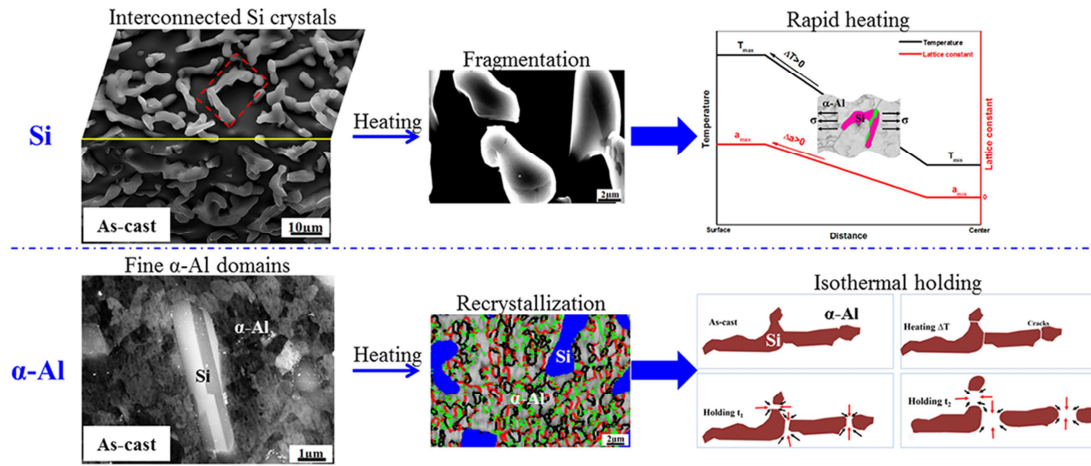 Interconnected Si crystals
Si
As-cast
10μm
Heating
Fragmentation
2μm
Rapid heating
Temperature
Lattice constant
T_max
ΔT>0
α-Al
σ
Si
σ
a_max
Δa>0
T_min
a_min
0
Temperature
Lattice constant
Surface
Distance
Center
Fine α-Al domains
α-Al
α-Al
Si
As-cast
1μm
Heating
Recrystallization
Si
α-Al
2μm
Isothermal holding
As-cast
α-Al
Si
Heating ΔT
Cracks
Holding t₁
Holding t₂